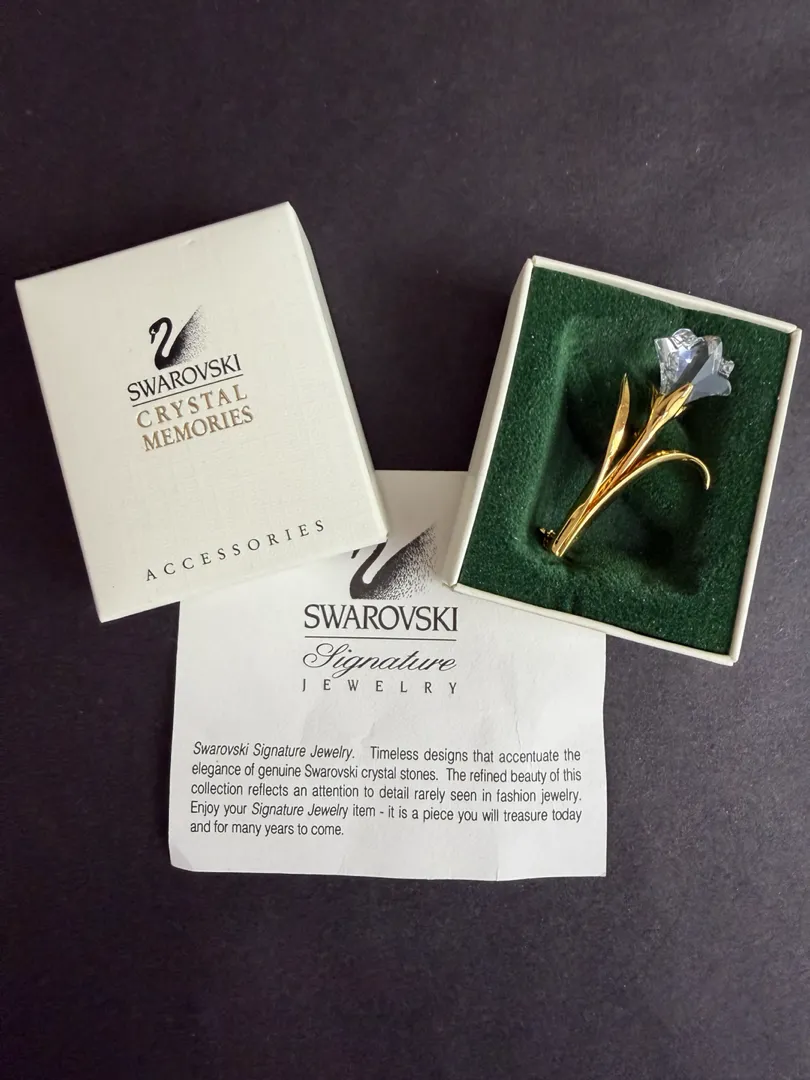 SWAROVSKI
CRYSTAL
MEMORIES
ACCESSORIES
SWAROVSKI
Signature
JEWELRY
Swarovski Signature Jewelry. Timeless designs that accentuate the
elegance of genuine Swarovski crystal stones. The refined beauty of this
collection reflects an attention to detail rarely seen in fashion jewelry.
Enjoy your Signature Jewelry item - it is a piece you will treasure today
and for many years to come.